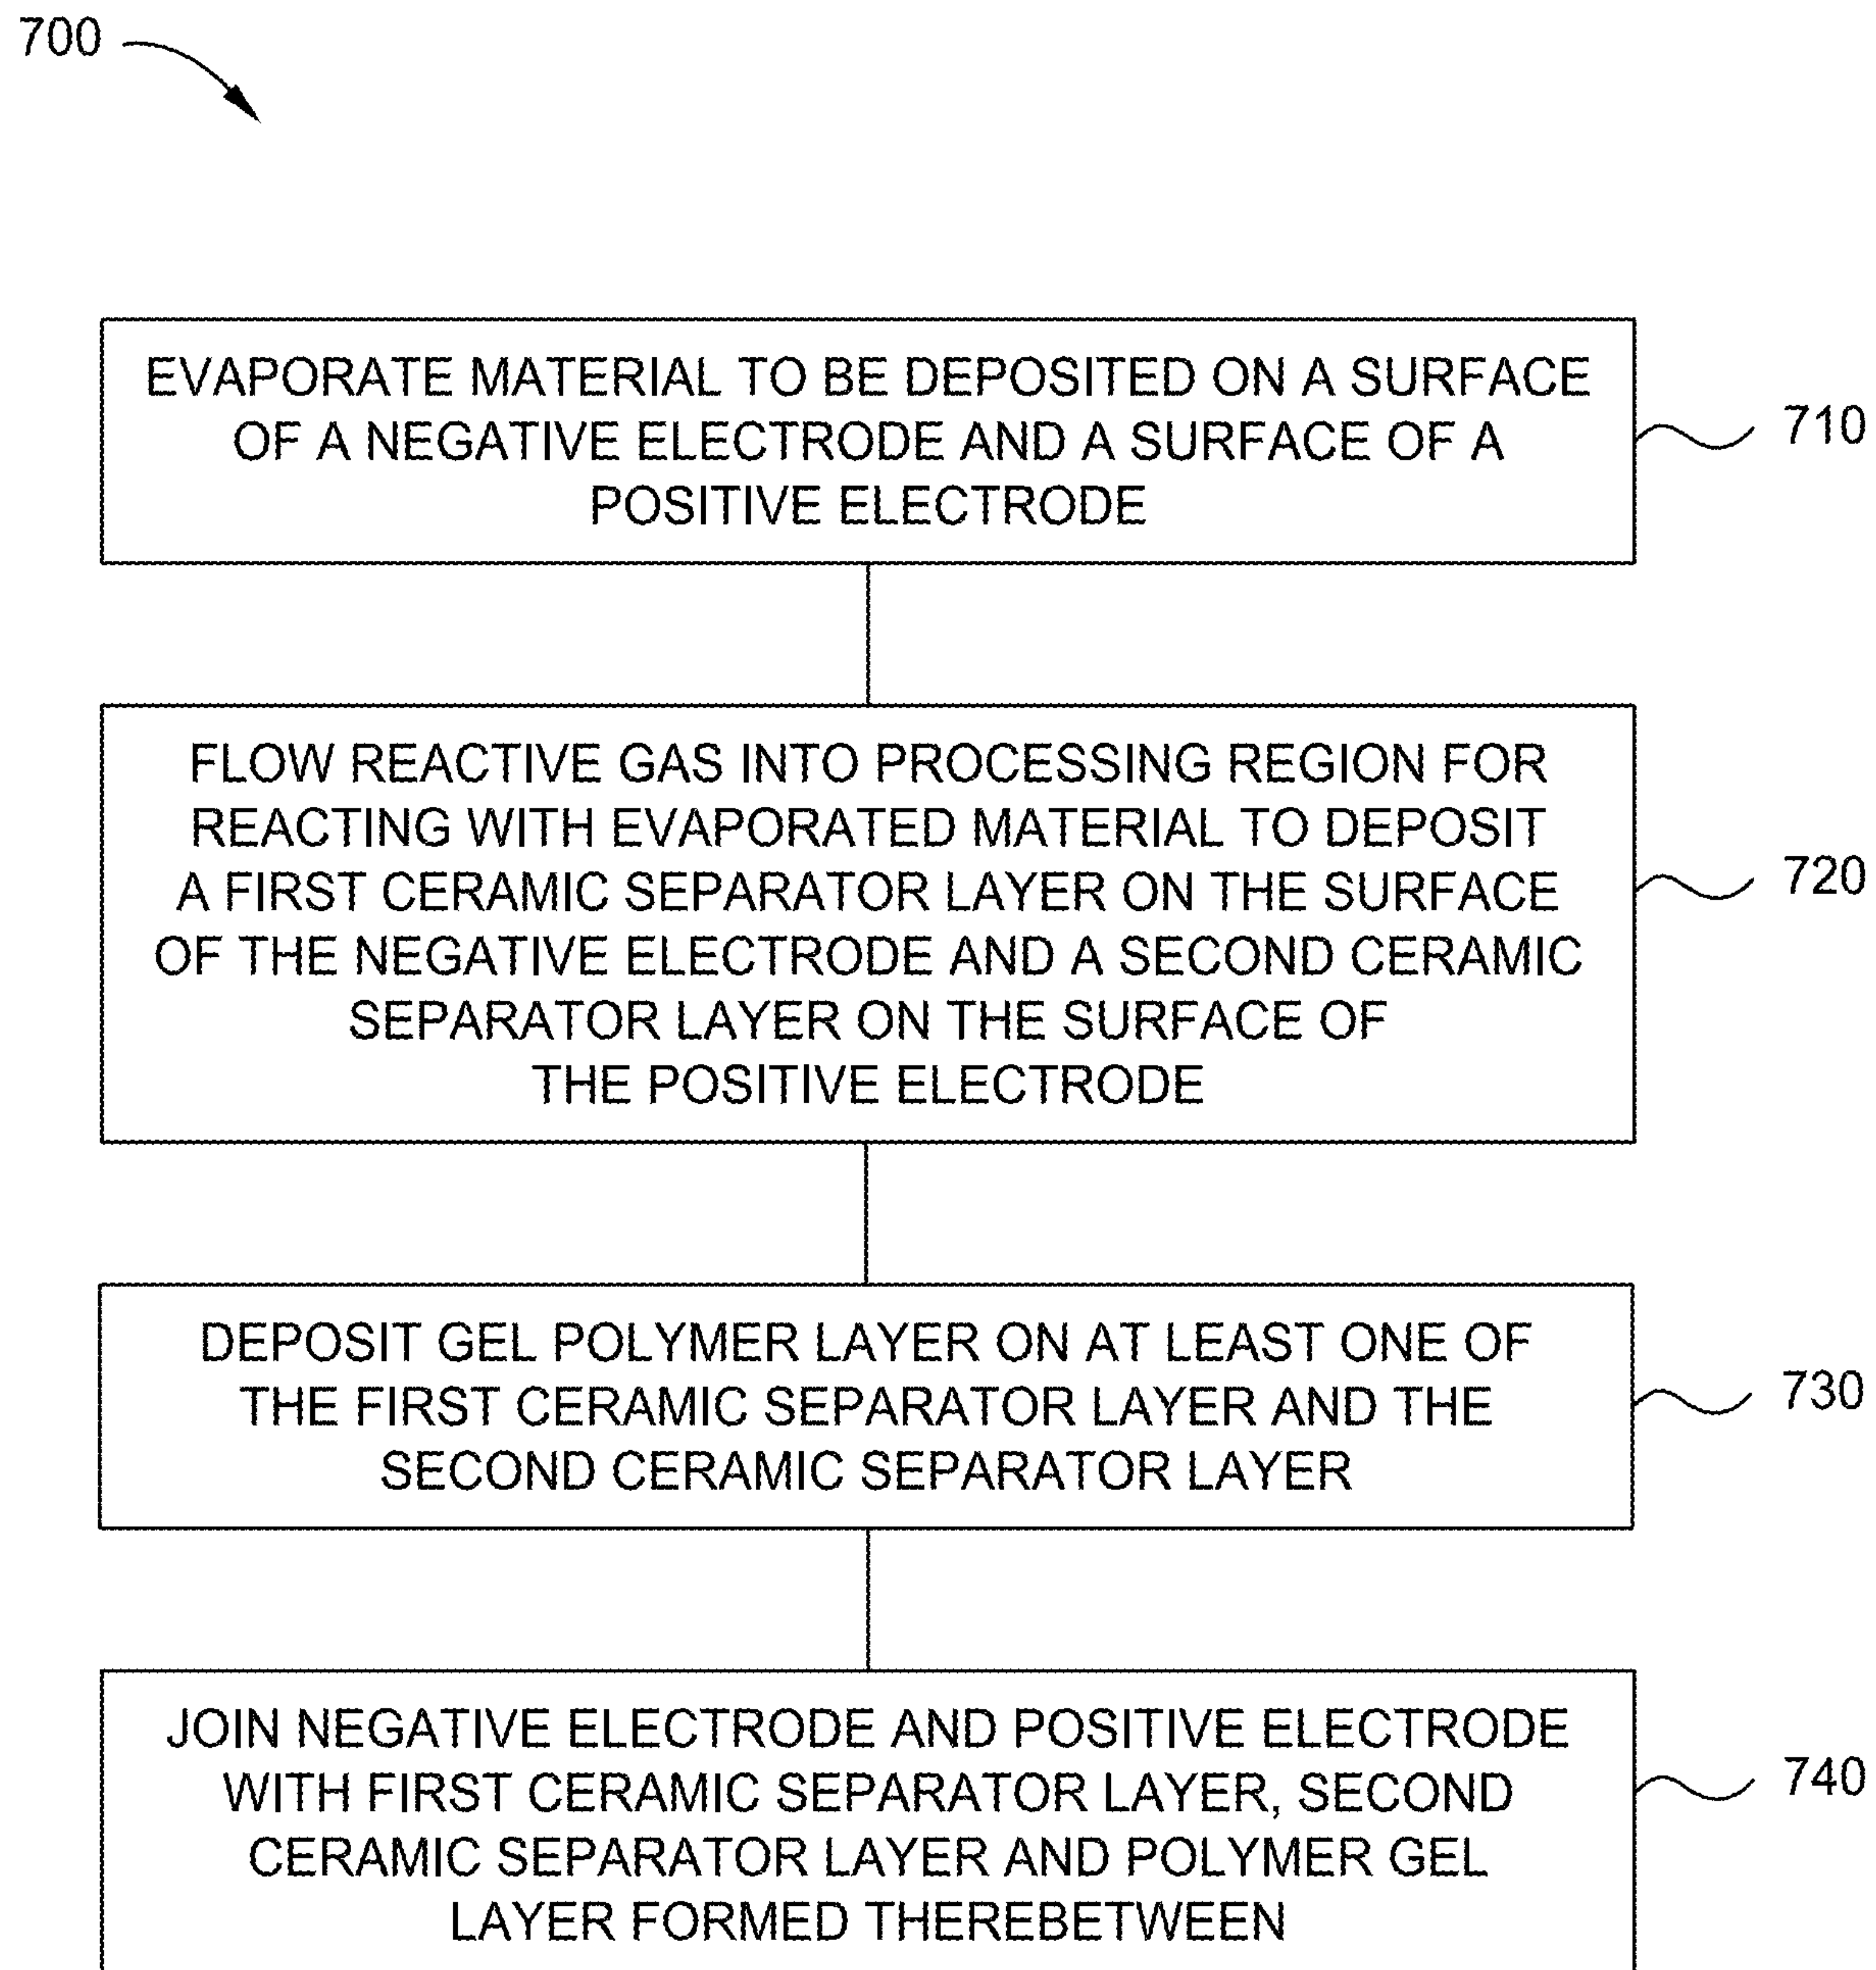 700
EVAPORATE MATERIAL TO BE DEPOSITED ON A SURFACE
OF A NEGATIVE ELECTRODE AND A SURFACE OF A
POSITIVE ELECTRODE
710
FLOW REACTIVE GAS INTO PROCESSING REGION FOR
REACTING WITH EVAPORATED MATERIAL TO DEPOSIT
A FIRST CERAMIC SEPARATOR LAYER ON THE SURFACE
OF THE NEGATIVE ELECTRODE AND A SECOND CERAMIC
SEPARATOR LAYER ON THE SURFACE OF
THE POSITIVE ELECTRODE
720
DEPOSIT GEL POLYMER LAYER ON AT LEAST ONE OF
THE FIRST CERAMIC SEPARATOR LAYER AND THE
SECOND CERAMIC SEPARATOR LAYER
730
JOIN NEGATIVE ELECTRODE AND POSITIVE ELECTRODE
WITH FIRST CERAMIC SEPARATOR LAYER, SECOND
CERAMIC SEPARATOR LAYER AND POLYMER GEL
LAYER FORMED THEREBETWEEN
740